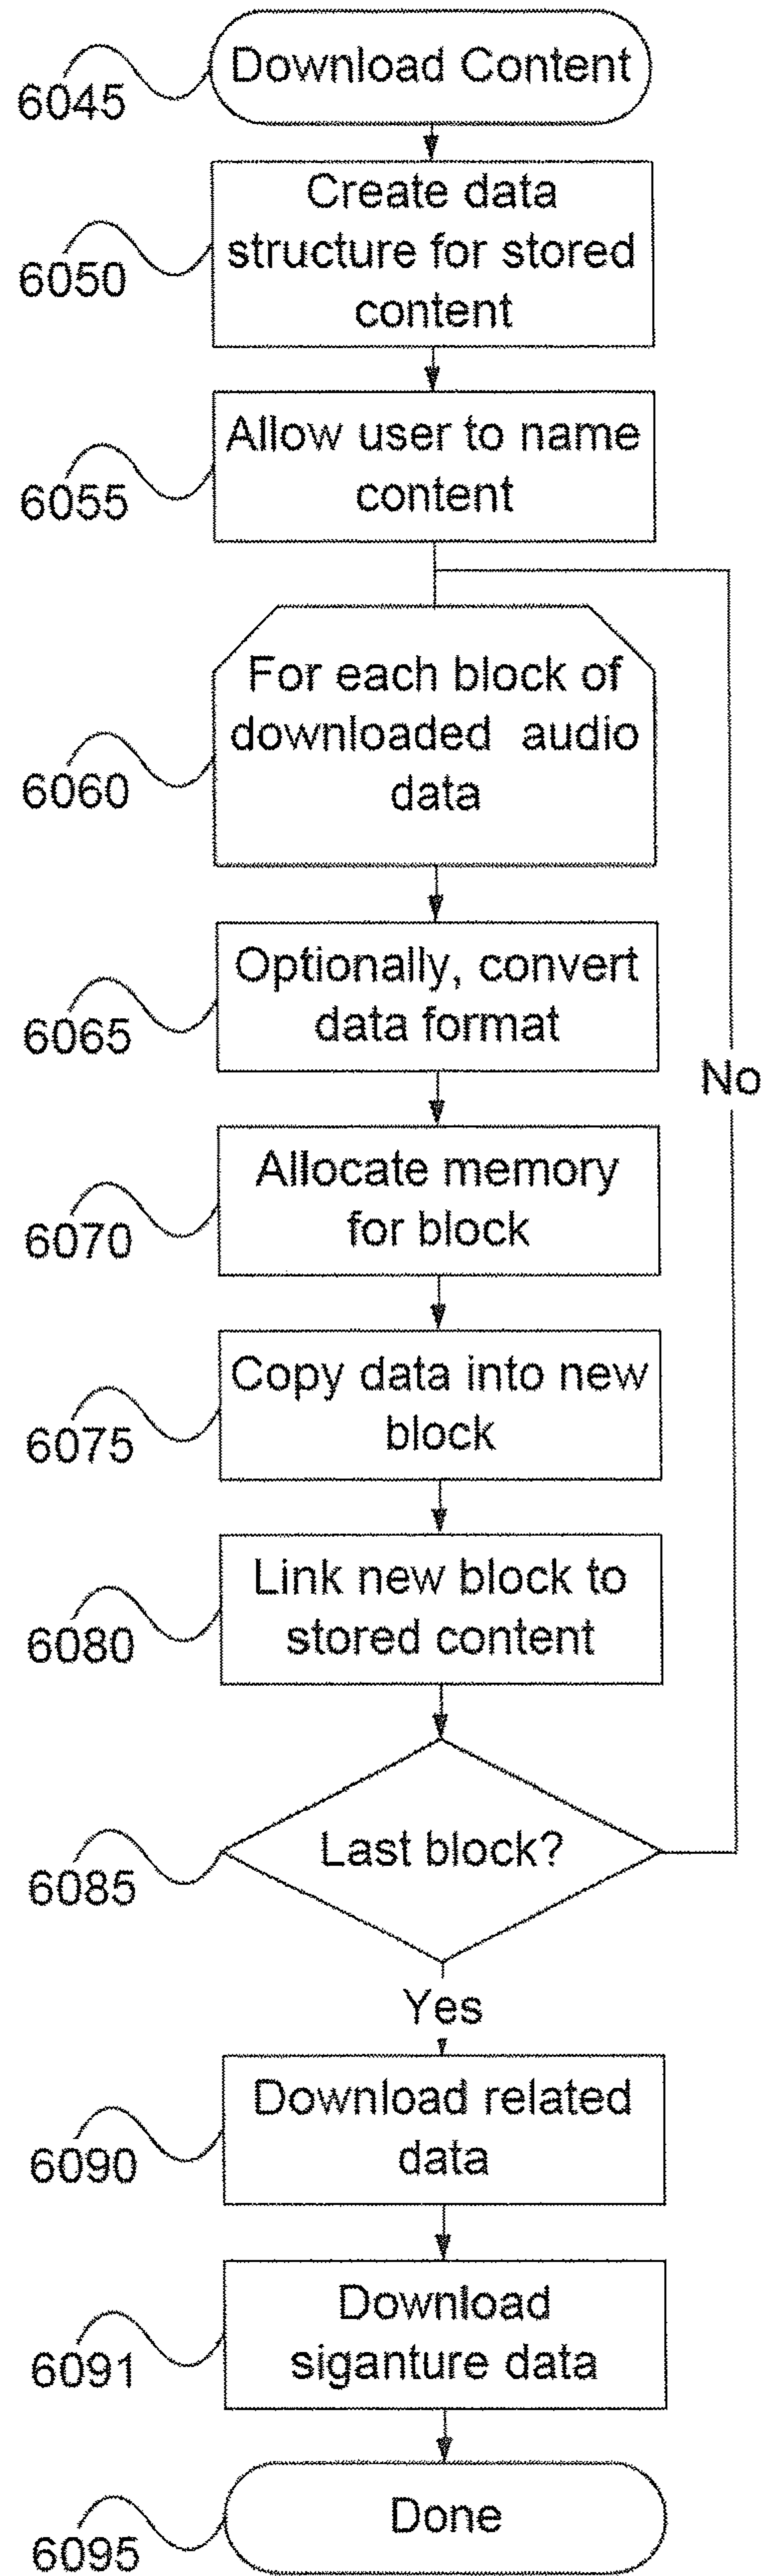 Download Content
6045
Create data
structure for stored
content
6050
Allow user to name
content
6055
For each block of
downloaded audio
data
6060
Optionally, convert
data format
6065
No
Allocate memory
for block
6070
Copy data into new
block
6075
Link new block to
stored content
6080
Last block?
6085
Yes
Download related
data
6090
Download
siganture data
6091
Done
6095